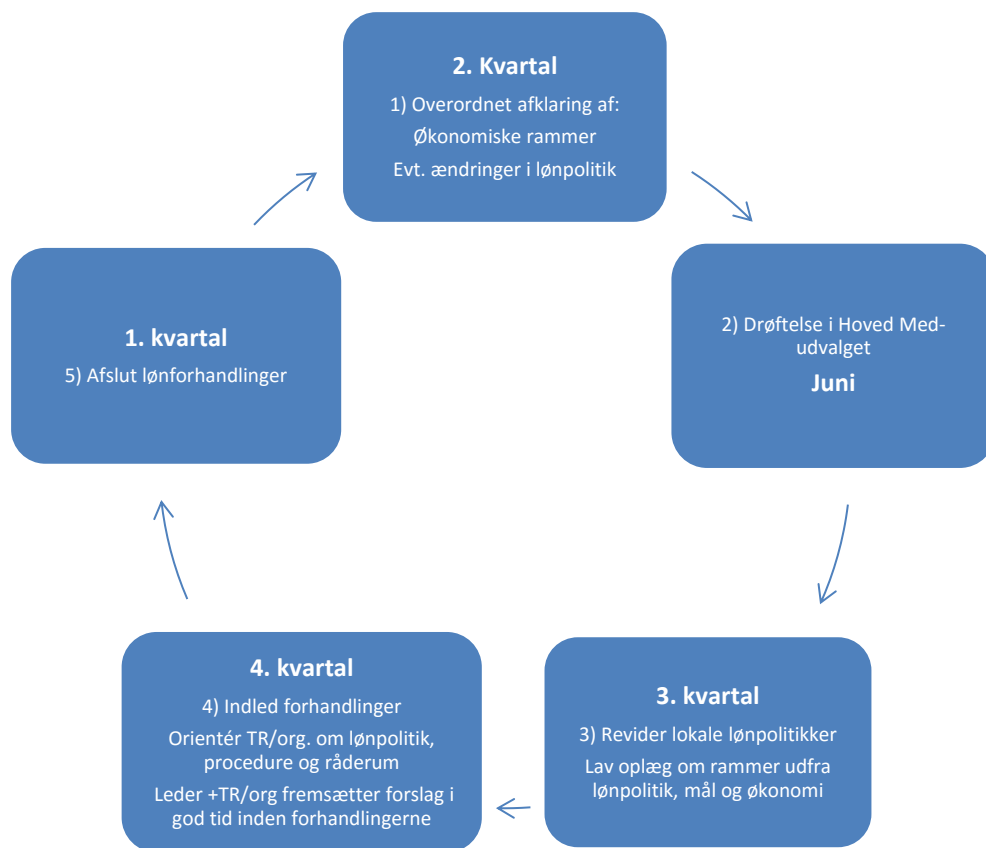 2. Kvartal
1) Overordnet afklaring af:
Økonomiske rammer
Evt. ændringer i lønpolitik
2) Drøftelse i Hoved Med-
udvalget
Juni
3. kvartal
3) Revider lokale lønpolitikker
Lav oplæg om rammer udfra
lønpolitik, mål og økonomi
4. kvartal
4) Indled forhandlinger
Orientér TR/org. om lønpolitik,
procedure og råderum
Leder +TR/org fremsætter forslag i
god tid inden forhandlingerne
1. kvartal
5) Afslut lønforhandlinger